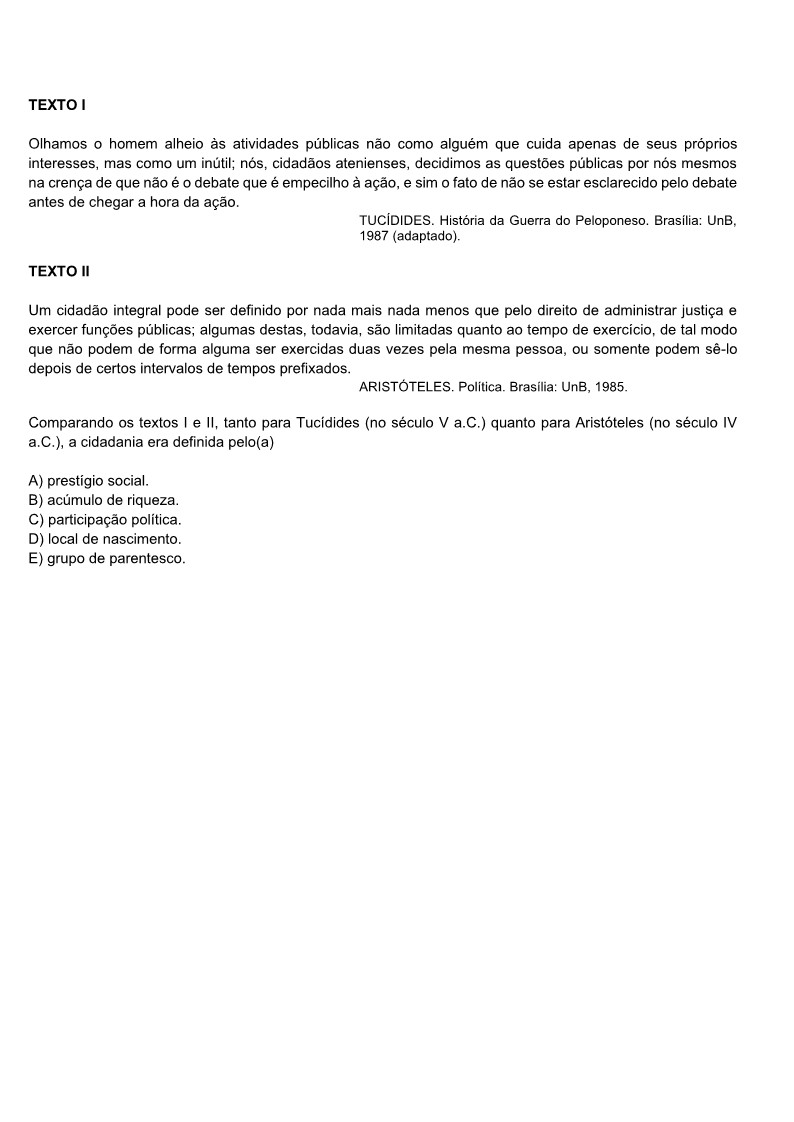 TEXTO I
Olhamos o homem alheio às atividades públicas não como alguém que cuida apenas de seus próprios
interesses, mas como um inútil; nós, cidadãos atenienses, decidimos as questões públicas por nós mesmos
na crença de que não é o debate que é empecilho à ação, e sim o fato de não se estar esclarecido pelo debate
antes de chegar a hora da ação.
TUCÍDIDES. História da Guerra do Peloponeso. Brasília: UnB,
1987 (adaptado).
TEXTO II
Um cidadão integral pode ser definido por nada mais nada menos que pelo direito de administrar justiça e
exercer funções públicas; algumas destas, todavia, são limitadas quanto ao tempo de exercício, de tal modo
que não podem de forma alguma ser exercidas duas vezes pela mesma pessoa, ou somente podem sê-lo
depois de certos intervalos de tempos prefixados.
ARISTÓTELES. Política. Brasília: UnB, 1985.
Comparando os textos I e II, tanto para Tucídides (no século V a.C.) quanto para Aristóteles (no século IV
a.C.), a cidadania era definida pelo(a)
A) prestígio social.
B) acúmulo de riqueza.
C) participação política.
D) local de nascimento.
E) grupo de parentesco.